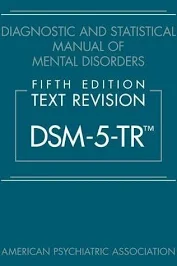 DIAGNOSTIC AND STATISTICAL
MANUAL OF
MENTAL DISORDERS
FIFTH EDITION
TEXT REVISION
DSM-5-TR™
AMERICAN PSYCHIATRIC ASSOCIATION